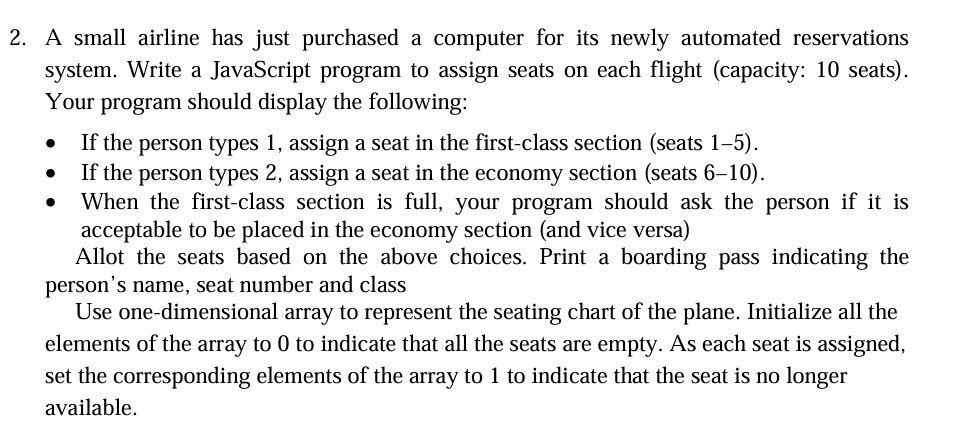 2. A small airline has just purchased a computer for its newly automated reservations
system. Write a JavaScript program to assign seats on each flight (capacity: 10 seats).
Your program should display the following:
• If the person types 1, assign a seat in the first-class section (seats 1–5).
• If the person types 2, assign a seat in the economy section (seats 6–10).
• When the first-class section is full, your program should ask the person if it is
acceptable to be placed in the economy section (and vice versa)
Allot the seats based on the above choices. Print a boarding pass indicating the
person's name, seat number and class
Use one-dimensional array to represent the seating chart of the plane. Initialize all the
elements of the array to 0 to indicate that all the seats are empty. As each seat is assigned,
set the corresponding elements of the array to 1 to indicate that the seat is no longer
available.